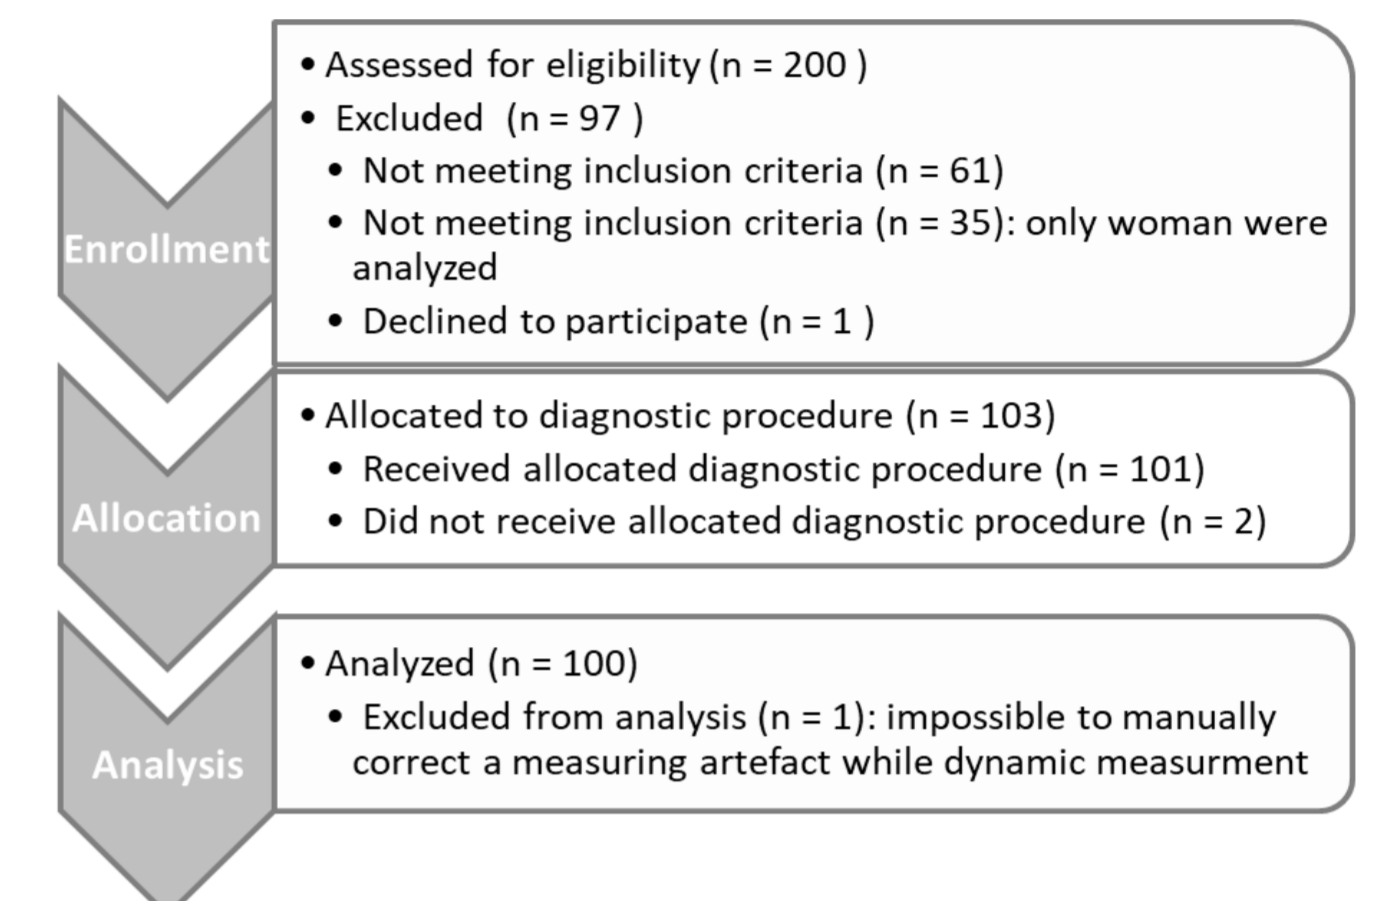 • Assessed for eligibility (n = 200 )
• Excluded (n = 97 )
• Not meeting inclusion criteria (n = 61)
• Not meeting inclusion criteria (n = 35): only woman were
analyzed
• Declined to participate (n = 1 )
Enrollment
• Allocated to diagnostic procedure (n = 103)
• Received allocated diagnostic procedure (n = 101)
• Did not receive allocated diagnostic procedure (n = 2)
Allocation
• Analyzed (n = 100)
• Excluded from analysis (n = 1): impossible to manually
correct a measuring artefact while dynamic measurment
Analysis